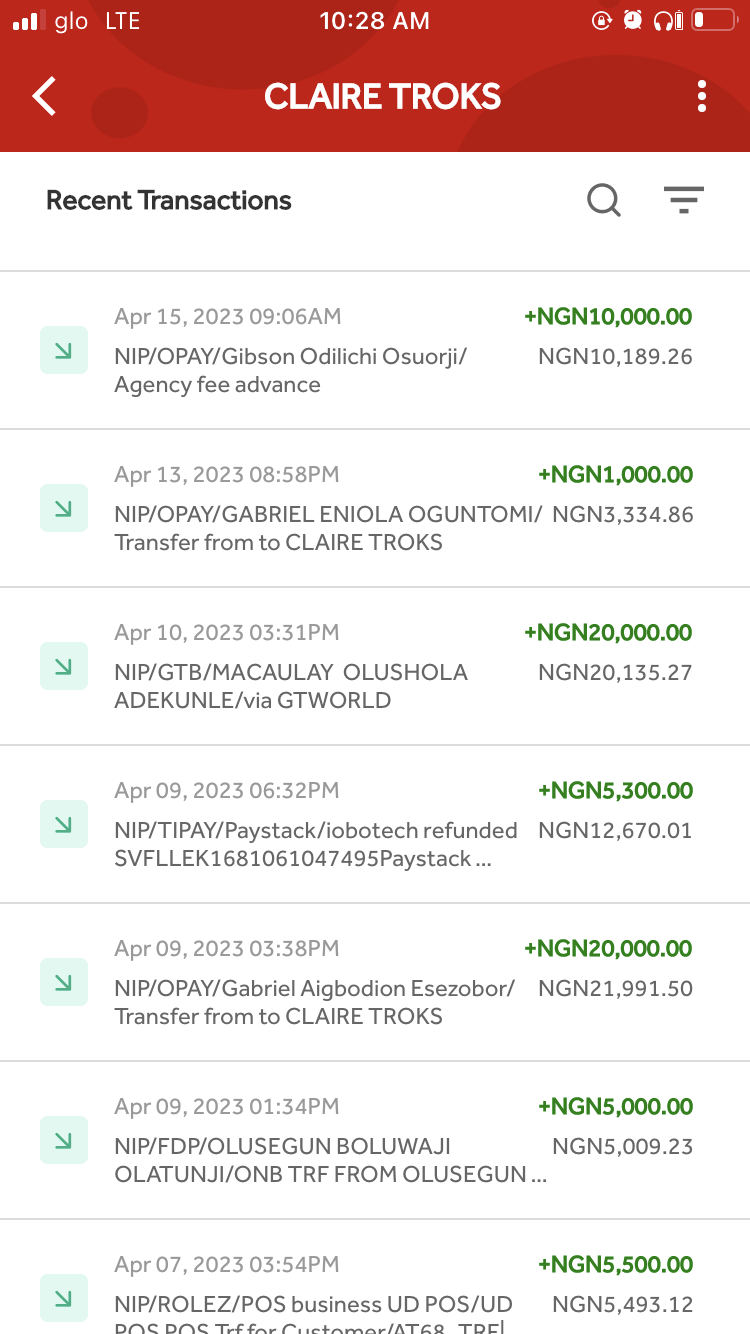 glo LTE 10:28 AM
CLAIRE TROKS
Recent Transactions
Apr 15, 2023 09:06AM +NGN10,000.00
NIP/OPAY/Gibson Odilichi Osuorji/ NGN10,189.26
Agency fee advance
Apr 13, 2023 08:58PM +NGN1,000.00
NIP/OPAY/GABRIEL ENIOLA OGUNTOMI/ NGN3,334.86
Transfer from to CLAIRE TROKS
Apr 10, 2023 03:31PM +NGN20,000.00
NIP/GTB/MACAULAY  OLUSHOLA NGN20,135.27
ADEKUNLE/via GTWORLD
Apr 09, 2023 06:32PM +NGN5,300.00
NIP/TIPAY/Paystack/iobotech refunded NGN12,670.01
SVFLLEK1681061047495Paystack ...
Apr 09, 2023 03:38PM +NGN20,000.00
NIP/OPAY/Gabriel Aigbodion Esezobor/ NGN21,991.50
Transfer from to CLAIRE TROKS
Apr 09, 2023 01:34PM +NGN5,000.00
NIP/FDP/OLUSEGUN BOLUWAJI NGN5,009.23
OLATUNJI/ONB TRF FROM OLUSEGUN ...
Apr 07, 2023 03:54PM +NGN5,500.00
NIP/ROLEZ/POS business UD POS/UD NGN5,493.12
POS POS Trf for Customer/AT68_TRF|